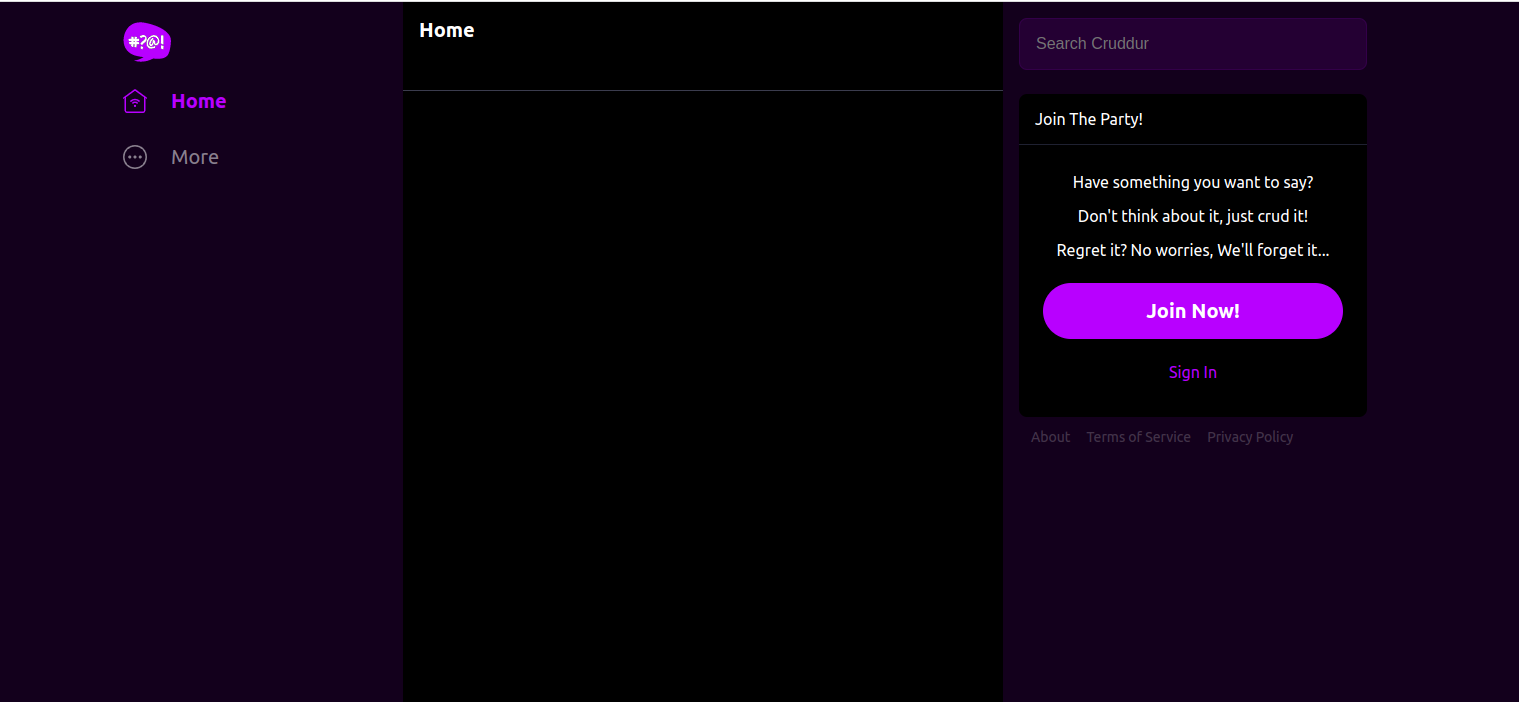 #?@!
Home
More
Home
Search Cruddur
Join The Party!
Have something you want to say?
Don't think about it, just crud it!
Regret it? No worries, We'll forget it...
Join Now!
Sign In
About Terms of Service Privacy Policy